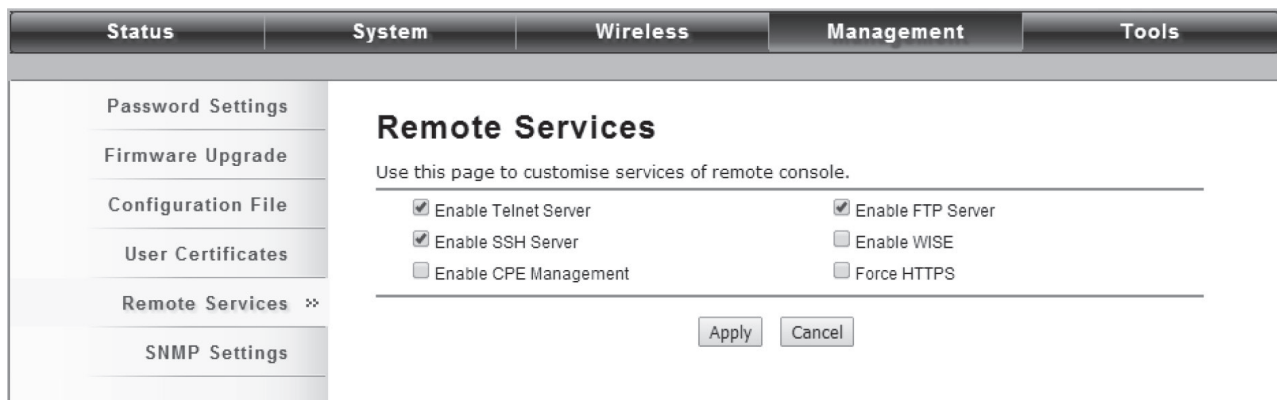 Status System Wireless Management Tools
Password Settings
Firmware Upgrade
Configuration File
User Certificates
Remote Services »
SNMP Settings
Remote Services
Use this page to customise services of remote console.
Enable Telnet Server Enable FTP Server
Enable SSH Server Enable WISE
Enable CPE Management Force HTTPS
Apply Cancel